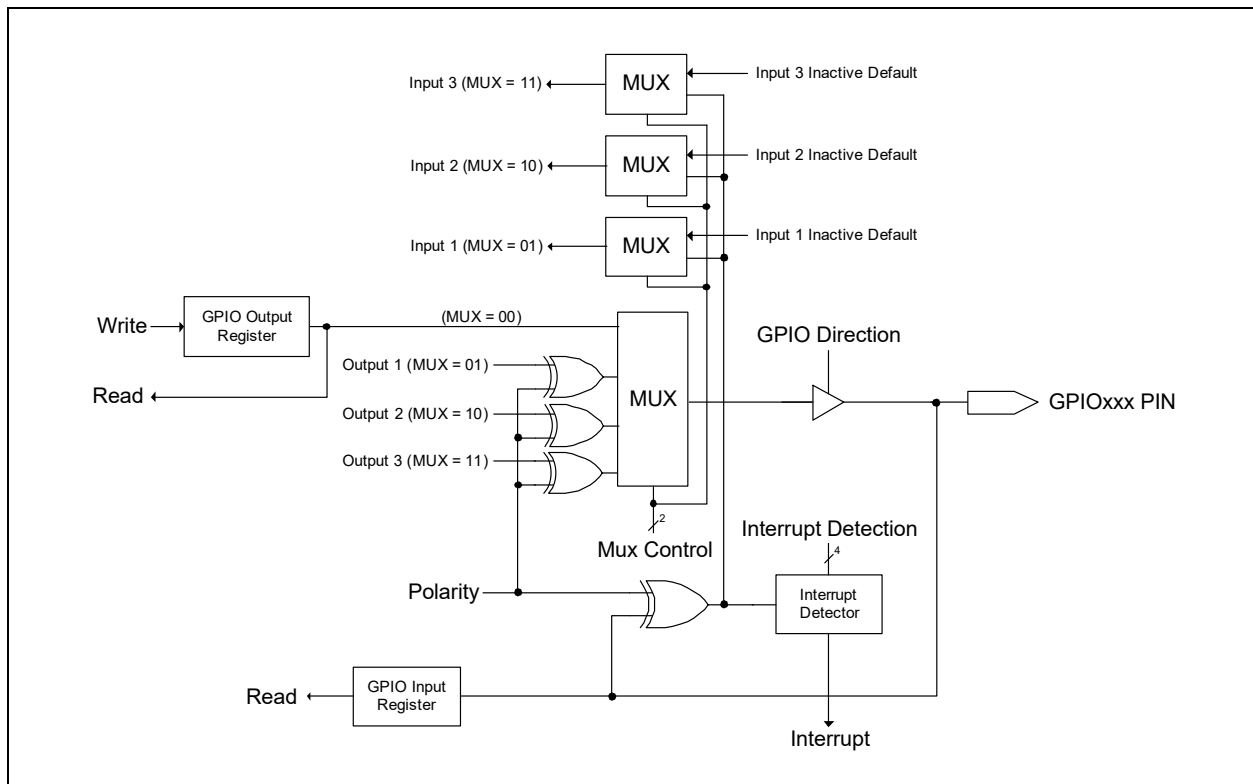 Input 3 (MUX = 11)
MUX
Input 3 Inactive Default
Input 2 (MUX = 10)
MUX
Input 2 Inactive Default
Input 1 (MUX = 01)
MUX
Input 1 Inactive Default
Write
GPIO Output
Register
(MUX = 00)
GPIO Direction
Output 1 (MUX = 01)
Read
MUX
GPIOxxx PIN
Output 2 (MUX = 10)
Output 3 (MUX = 11)
2
Mux Control
Interrupt Detection
4
Polarity
Interrupt
Detector
Read
GPIO Input
Register
Interrupt